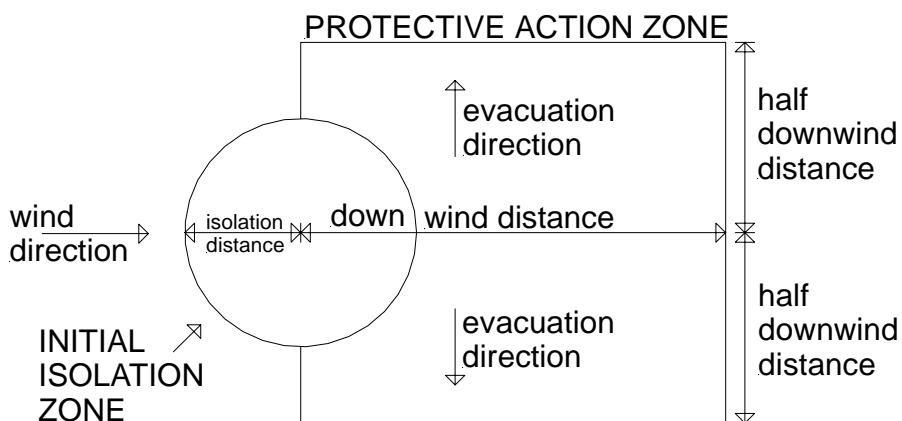 PROTECTIVE ACTION ZONE
evacuation
direction
half
downwind
distance
wind
direction
isolation
distance
down wind distance
evacuation
direction
half
downwind
distance
INITIAL
ISOLATION
ZONE